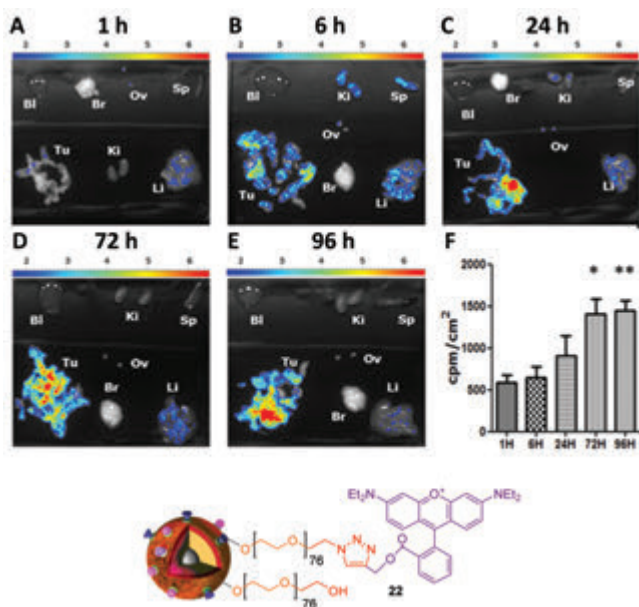 A 1 h
2 3 4 5 6
Bl Br Ov Sp
Tu Ki Li
B 6 h
2 3 4 5 6
Bl Ki Sp
Ov
Tu Br Li
C 24 h
2 3 4 5 6
Bl Br Ki Sp
Ov
Tu Li
D 72 h
2 3 4 5 6
Bl Ki Sp
Tu Ov
Br Li
E 96 h
2 3 4 5 6
Bl Ki Sp
Tu Ov
Br Li
F
cpm/cm²
2000
1500
1000
500
0
* **
1H 6H 24H 72H 96H
Et₂N O⁺ NEt₂
O O 76 N N N O O
O O 76 OH
22